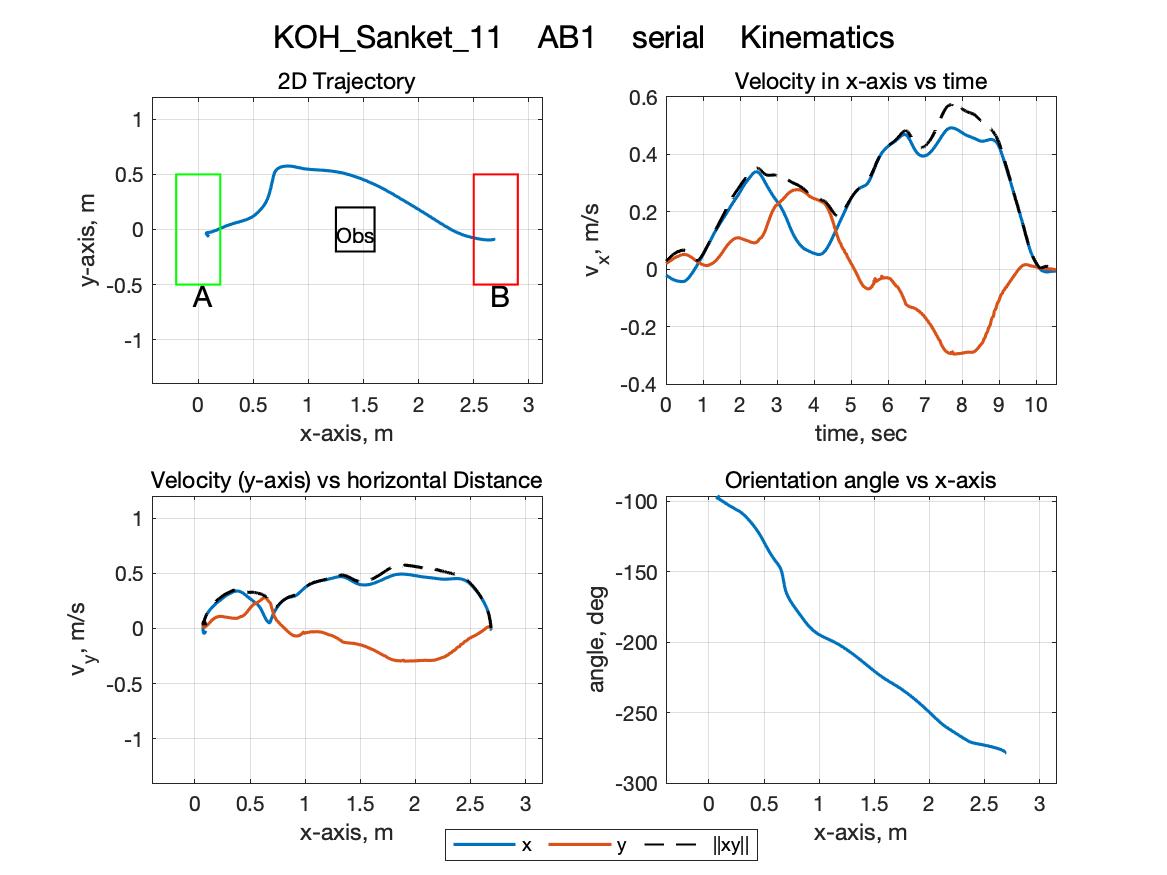 KOH_Sanket_11 AB1 serial Kinematics
2D Trajectory
1
0.5
0
-0.5
-1
y-axis, m
A
Obs
B
0 0.5 1 1.5 2 2.5 3
x-axis, m
Velocity in x-axis vs time
0.6
0.4
0.2
0
-0.2
-0.4
v_x, m/s
0 1 2 3 4 5 6 7 8 9 10
time, sec
Velocity (y-axis) vs horizontal Distance
1
0.5
0
-0.5
-1
v_y, m/s
0 0.5 1 1.5 2 2.5 3
x-axis, m
Orientation angle vs x-axis
-100
-150
-200
-250
-300
angle, deg
0 0.5 1 1.5 2 2.5 3
x-axis, m
x y ||xy||